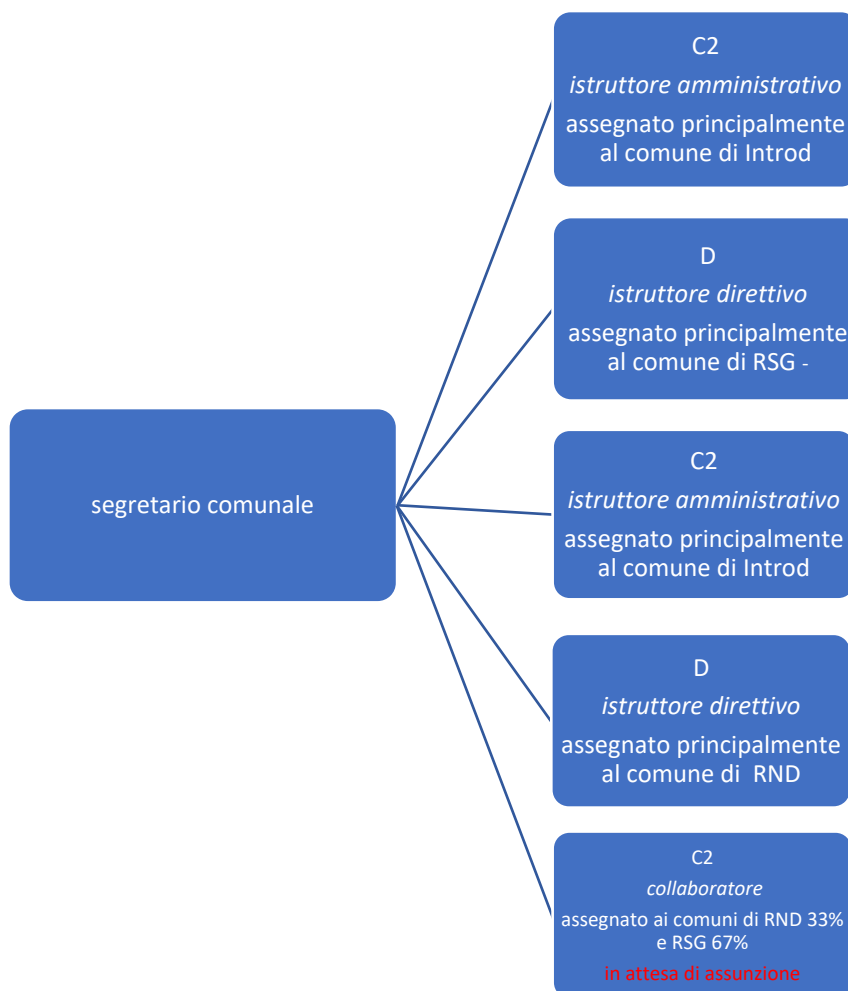 C2
istruttore amministrativo
assegnato principalmente
al comune di Introd
D
istruttore direttivo
assegnato principalmente
al comune di RSG -
segretario comunale
C2
istruttore amministrativo
assegnato principalmente
al comune di Introd
D
istruttore direttivo
assegnato principalmente
al comune di RND
C2
collaboratore
assegnato ai comuni di RND 33%
e RSG 67%
in attesa di assunzione